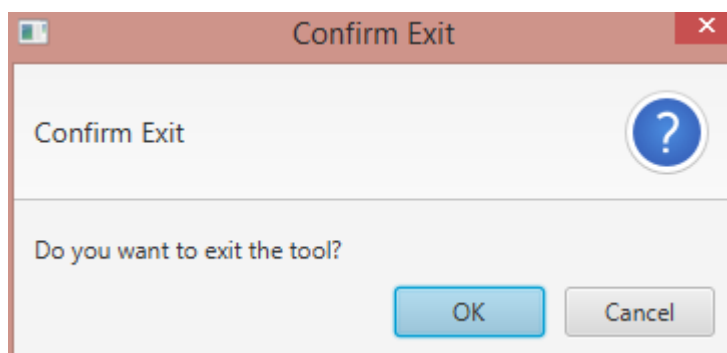 Confirm Exit
Confirm Exit
?
Do you want to exit the tool?
OK Cancel